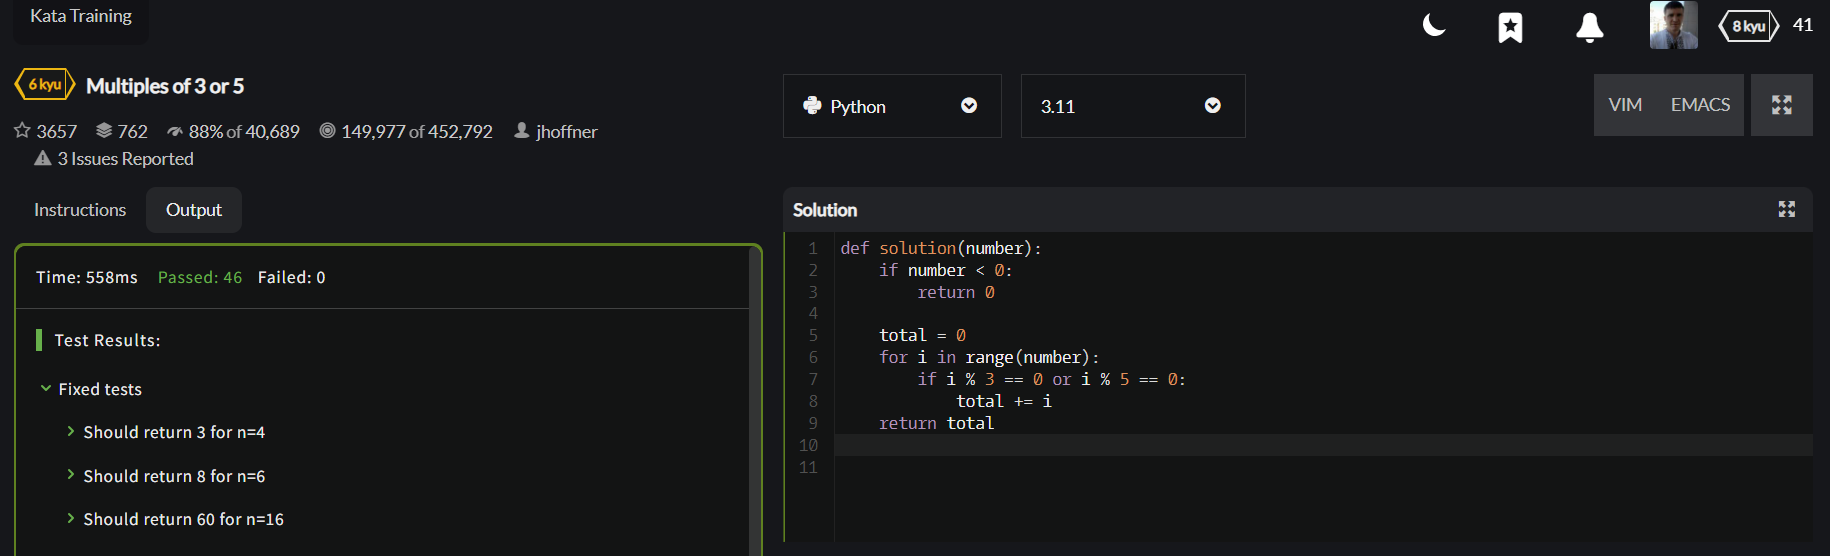 Kata Training
8 kyu 41
6 kyu Multiples of 3 or 5
3657 762 88% of 40,689 149,977 of 452,792 jhoffner
3 Issues Reported
Python 3.11
VIM EMACS
Instructions Output
Time: 558ms Passed: 46 Failed: 0
Test Results:
Fixed tests
Should return 3 for n=4
Should return 8 for n=6
Should return 60 for n=16
Solution
1 def solution(number):
2     if number < 0:
3         return 0
4
5     total = 0
6     for i in range(number):
7         if i % 3 == 0 or i % 5 == 0:
8             total += i
9     return total
10
11